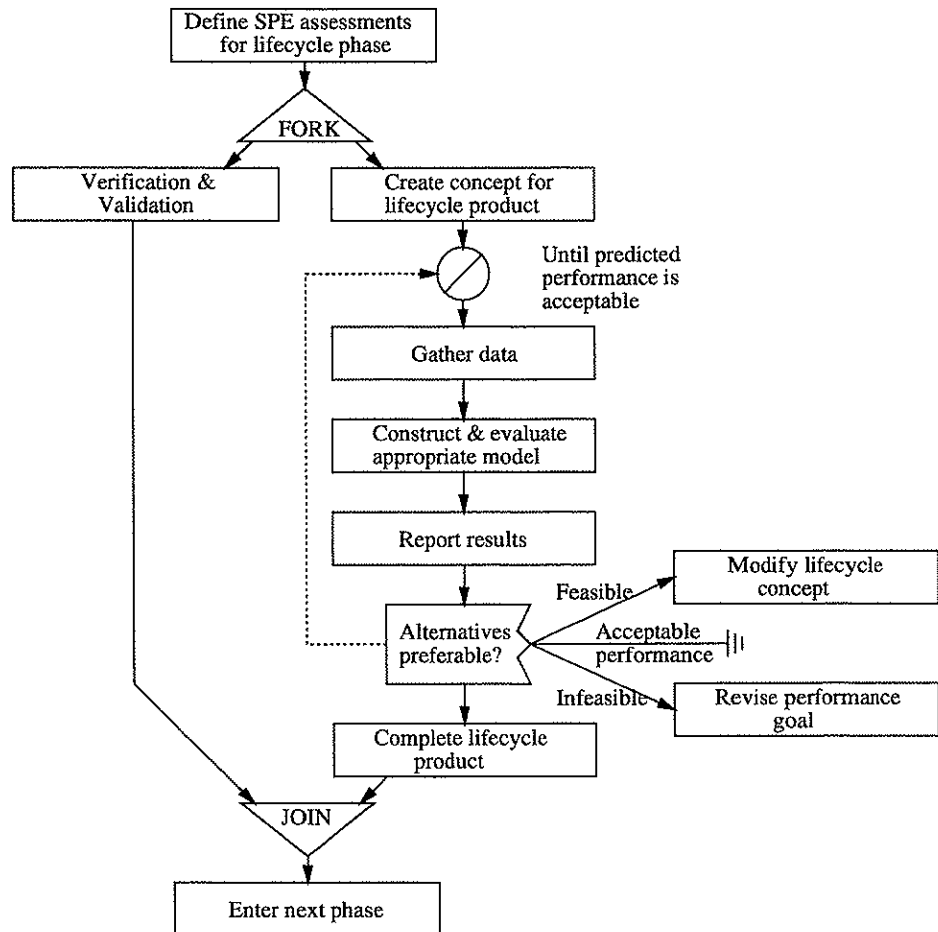 Define SPE assessments
for lifecycle phase
FORK
Verification &
Validation
Create concept for
lifecycle product
Until predicted
performance is
acceptable
Gather data
Construct & evaluate
appropriate model
Report results
Alternatives
preferable?
Feasible
Modify lifecycle
concept
Acceptable
performance
Infeasible
Revise performance
goal
Complete lifecycle
product
JOIN
Enter next phase